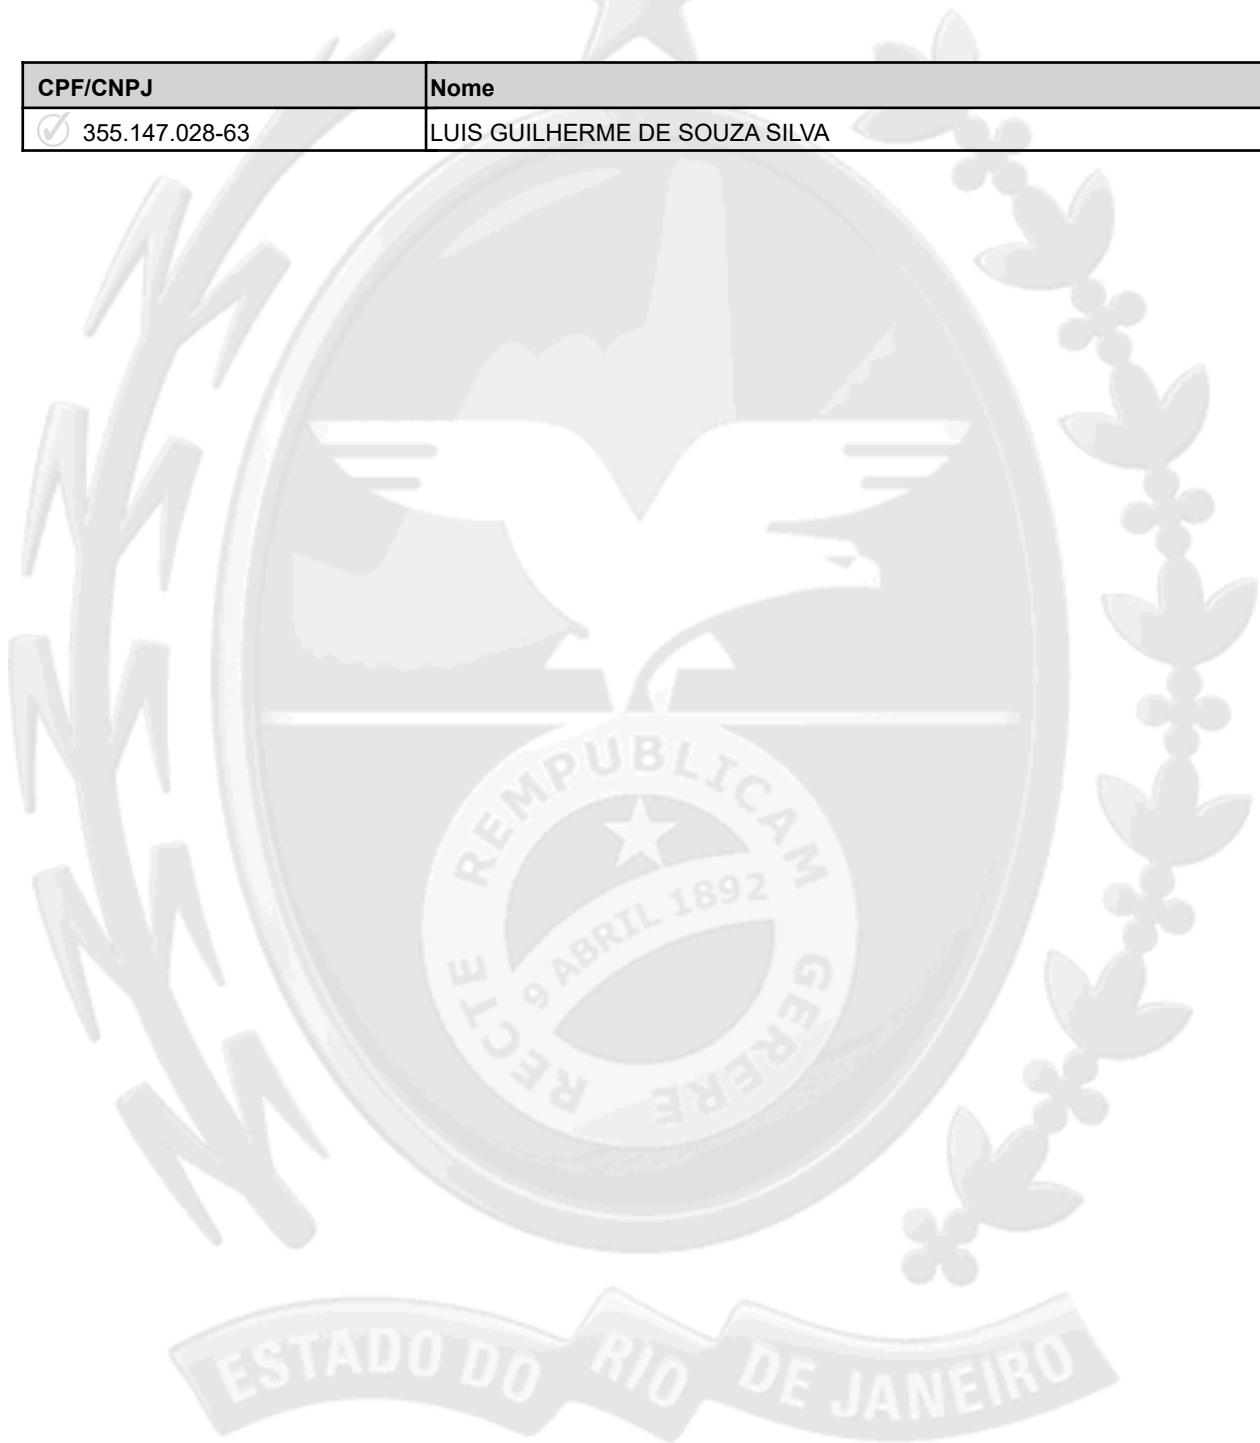 CPF/CNPJ Nome
355.147.028-63 LUIS GUILHERME DE SOUZA SILVA
REMPUBLICAM
9 ABRIL 1892
RECTE GERERE
ESTADO DO RIO DE JANEIRO